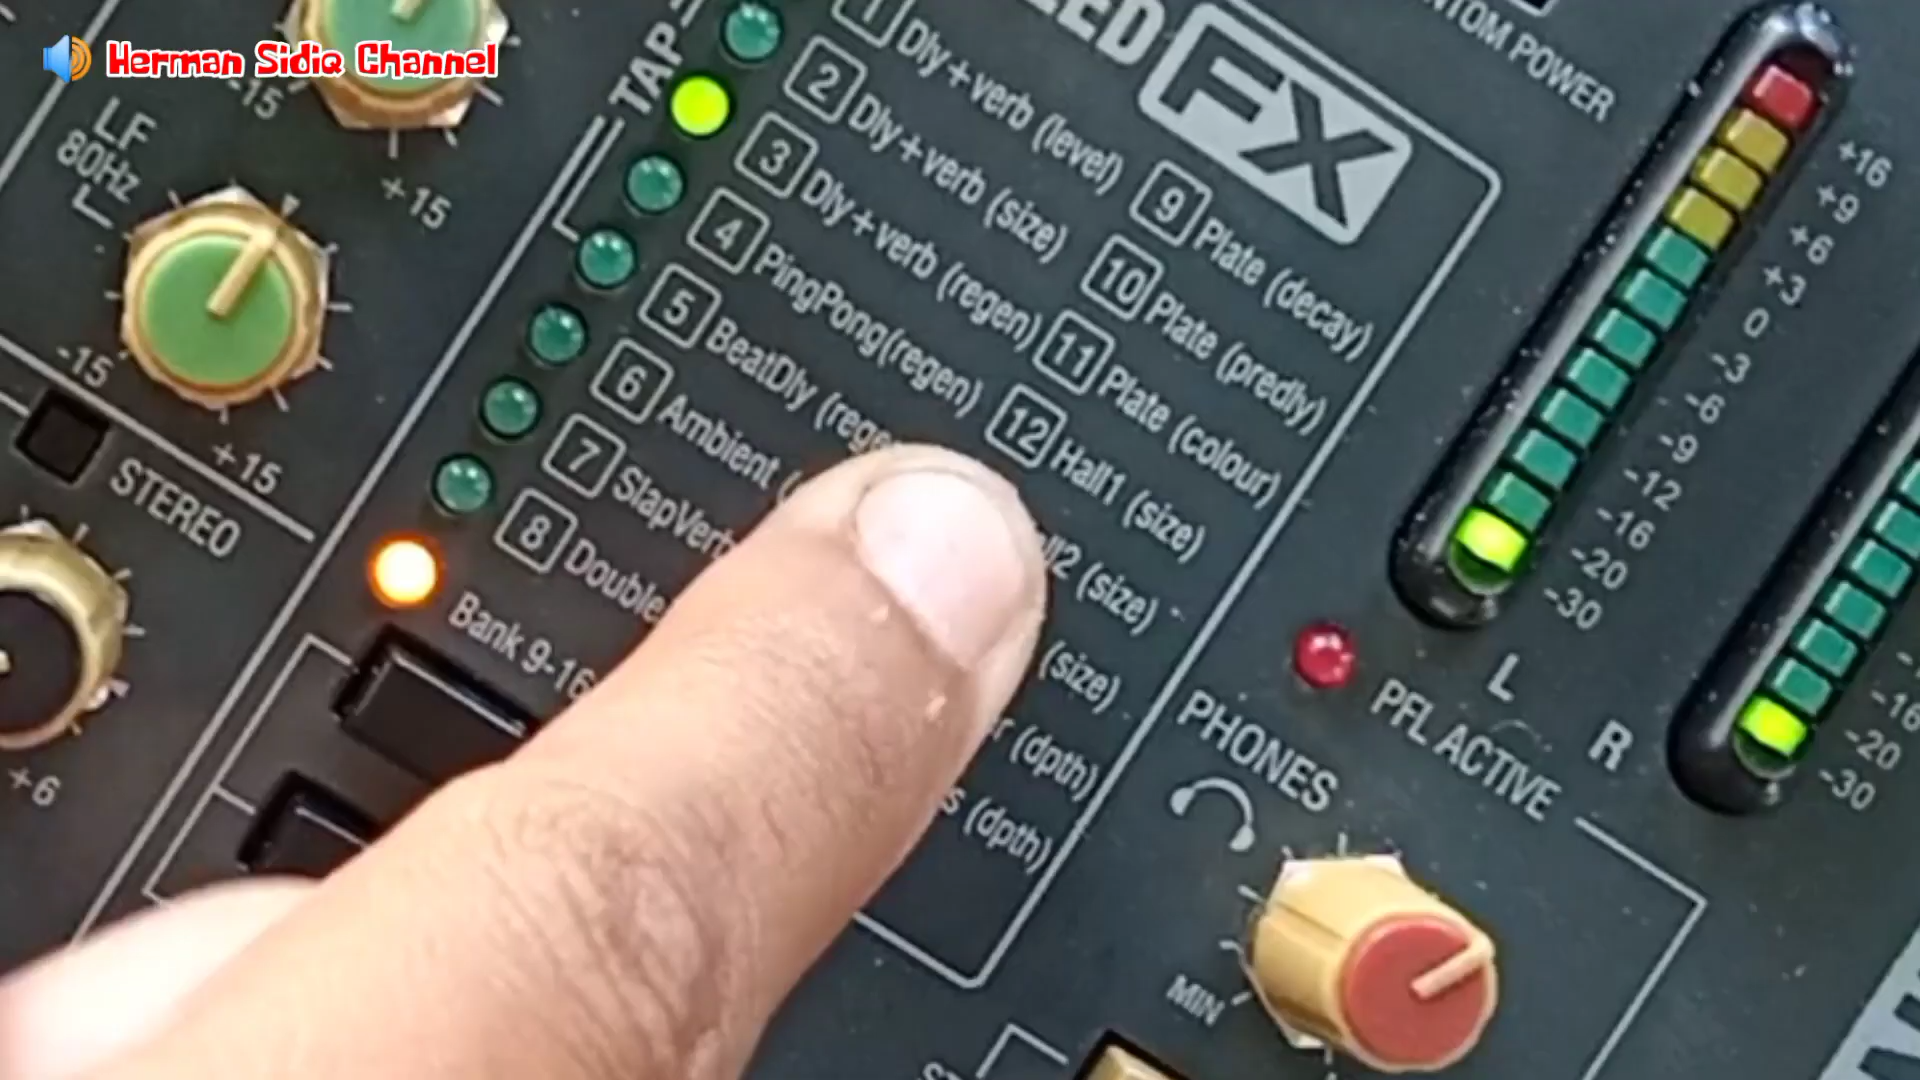 Herman Sidiq Channel
-15
+15
LF
80Hz
-15
+15
STEREO
+6
TAP
FX
PHANTOM POWER
1 Dly+verb (level)
2 Dly+verb (size)
3 Dly+verb (regen)
4 PingPong(regen)
5 BeatDly
6 Ambient
7 SlapVerb
8
Bank 9-16
9 Plate (decay)
10 Plate (predly)
11 Plate (colour)
12 Hall1 (size)
(size)
(size)
(dpth)
(dpth)
+16
+9
+6
+3
0
-3
-6
-9
-12
-16
-20
-30
L
R
-16
-20
-30
PFL ACTIVE
PHONES
MIN